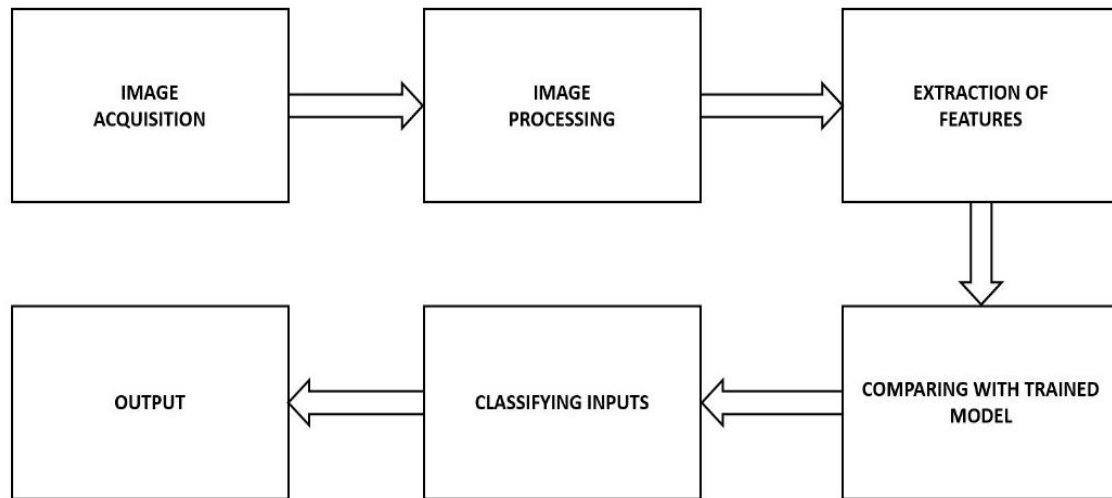 IMAGE
ACQUISITION
IMAGE
PROCESSING
EXTRACTION OF
FEATURES
COMPARING WITH TRAINED
MODEL
CLASSIFYING INPUTS
OUTPUT